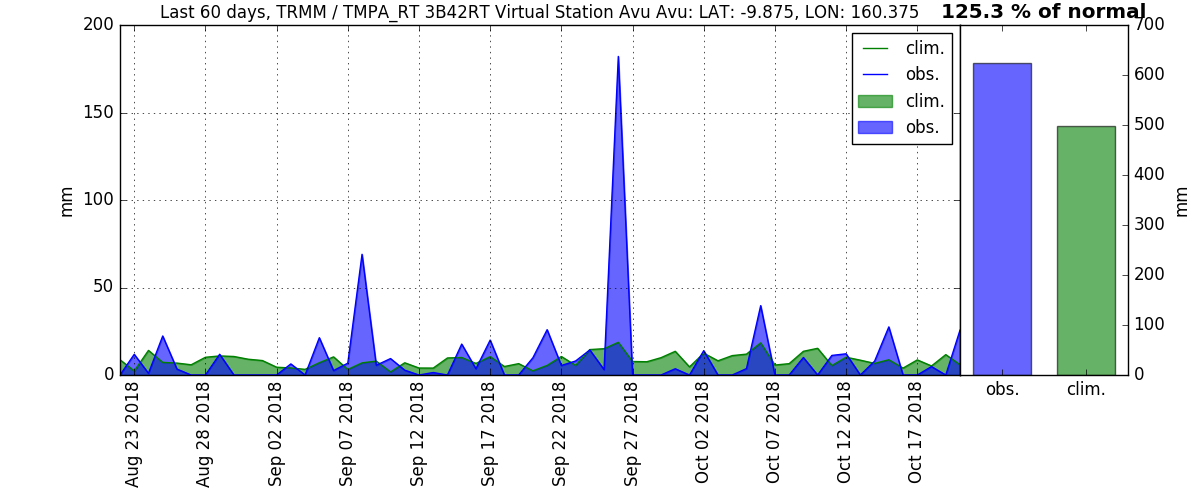 Last 60 days, TRMM / TMPA_RT 3B42RT Virtual Station Avu Avu: LAT: -9.875, LON: 160.375
125.3 % of normal
200
150
100
50
0
mm
clim.
obs.
clim.
obs.
700
600
500
400
300
200
100
0
mm
obs.
clim.
Aug 23 2018
Aug 28 2018
Sep 02 2018
Sep 07 2018
Sep 12 2018
Sep 17 2018
Sep 22 2018
Sep 27 2018
Oct 02 2018
Oct 07 2018
Oct 12 2018
Oct 17 2018